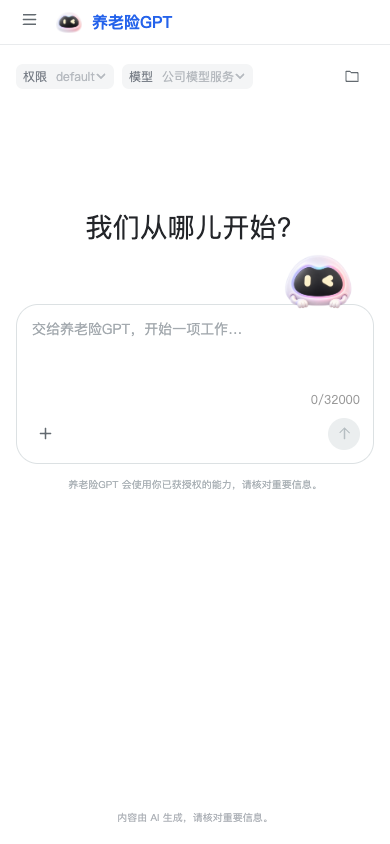 养老险GPT
权限 default 模型 公司模型服务
我们从哪儿开始？
交给养老险GPT，开始一项工作...
0/32000
养老险GPT 会使用你已获授权的能力，请核对重要信息。
内容由 AI 生成，请核对重要信息。